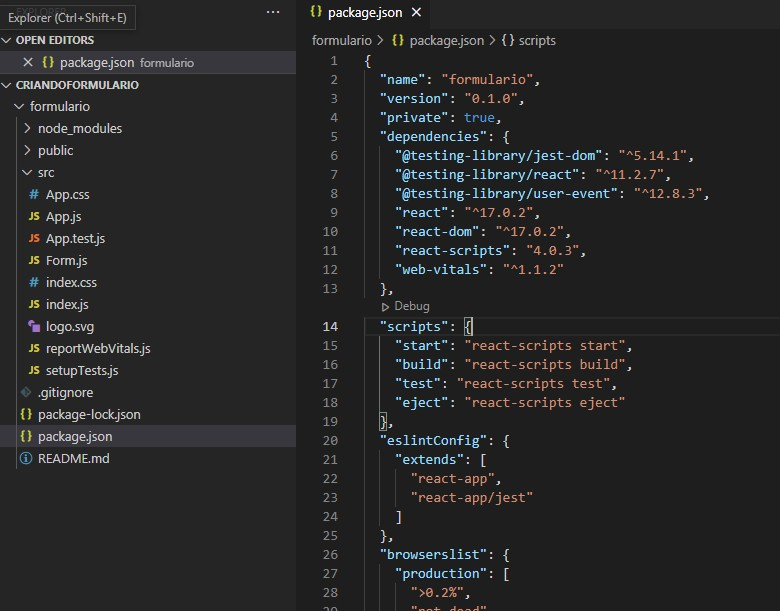 Explorer (Ctrl+Shift+E)
...
OPEN EDITORS
{} package.json formulario
CRIANDOFORMULARIO
formulario
node_modules
public
src
# App.css
JS App.js
JS App.test.js
JS Form.js
# index.css
JS index.js
logo.svg
JS reportWebVitals.js
JS setupTests.js
.gitignore
{} package-lock.json
{} package.json
README.md
{} package.json
formulario > {} package.json > {} scripts
1 {
2 "name": "formulario",
3 "version": "0.1.0",
4 "private": true,
5 "dependencies": {
6 "@testing-library/jest-dom": "^5.14.1",
7 "@testing-library/react": "^11.2.7",
8 "@testing-library/user-event": "^12.8.3",
9 "react": "^17.0.2",
10 "react-dom": "^17.0.2",
11 "react-scripts": "4.0.3",
12 "web-vitals": "^1.1.2"
13 },
Debug
14 "scripts": {
15 "start": "react-scripts start",
16 "build": "react-scripts build",
17 "test": "react-scripts test",
18 "eject": "react-scripts eject"
19 },
20 "eslintConfig": {
21 "extends": [
22 "react-app",
23 "react-app/jest"
24 ]
25 },
26 "browserslist": {
27 "production": [
28 ">0.2%",